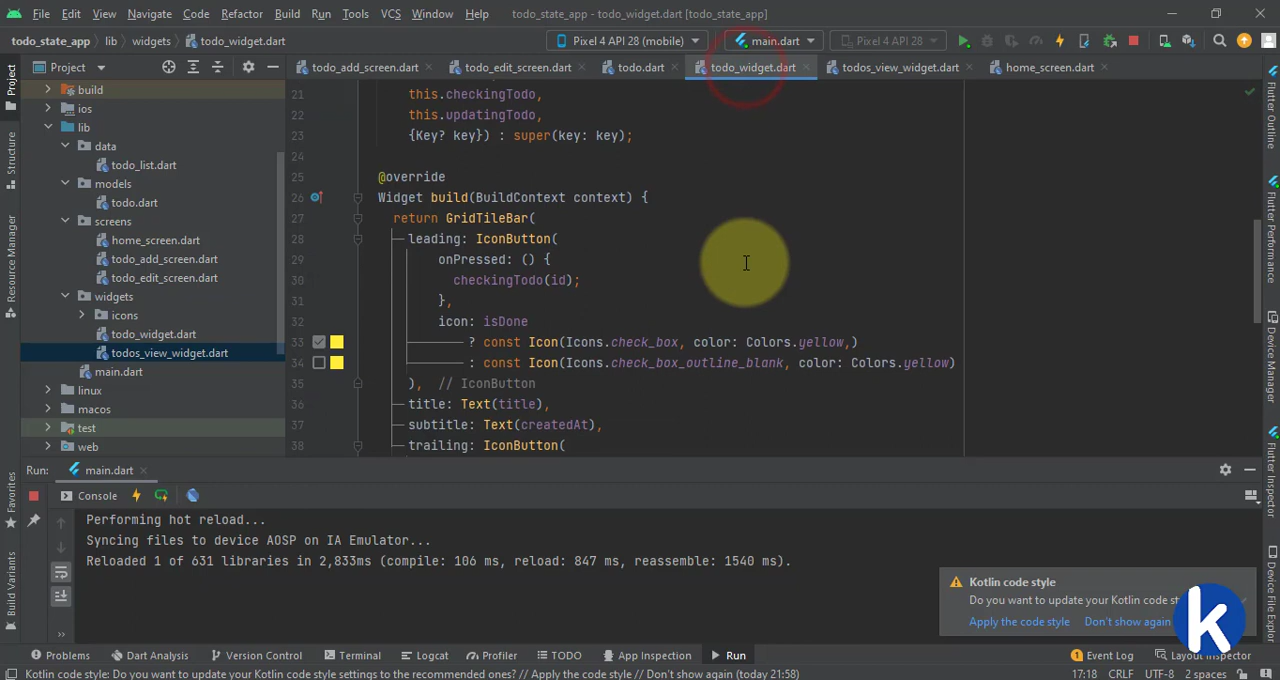 File Edit View Navigate Code Refactor Build Run Tools VCS Window Help todo_state_app - todo_widget.dart [todo_state_app]
todo_state_app lib widgets todo_widget.dart Pixel 4 API 28 (mobile) main.dart Pixel 4 API 28
Project todo_add_screen.dart todo_edit_screen.dart todo.dart todo_widget.dart todos_view_widget.dart home_screen.dart
Project
Structure
Resource Manager
Favorites
Build Variants
build
ios
lib
data
todo_list.dart
models
todo.dart
screens
home_screen.dart
todo_add_screen.dart
todo_edit_screen.dart
widgets
icons
todo_widget.dart
todos_view_widget.dart
main.dart
linux
macos
test
web
21 this.checkingTodo,
22 this.updatingTodo,
23 {Key? key}) : super(key: key);
24
25 @override
26 Widget build(BuildContext context) {
27 return GridTileBar(
28 leading: IconButton(
29 onPressed: () {
30 checkingTodo(id);
31 },
32 icon: isDone
33 ? const Icon(Icons.check_box, color: Colors.yellow,)
34 : const Icon(Icons.check_box_outline_blank, color: Colors.yellow)
35 ), // IconButton
36 title: Text(title),
37 subtitle: Text(createdAt),
38 trailing: IconButton(
Flutter Outline
Flutter Performance
Device Manager
Flutter Inspector
Device File Explorer
Run: main.dart
Console
Performing hot reload...
Syncing files to device AOSP on IA Emulator...
Reloaded 1 of 631 libraries in 2,833ms (compile: 106 ms, reload: 847 ms, reassemble: 1540 ms).
Kotlin code style
Do you want to update your Kotlin code
Apply the code style Don't show again
k
Problems Dart Analysis Version Control Terminal Logcat Profiler TODO App Inspection Run 1 Event Log Layout Inspector
Kotlin code style: Do you want to update your Kotlin code style settings to the recommended ones? // Apply the code style // Don't show again (today 21:58) 17:18 CRLF UTF-8 2 spaces